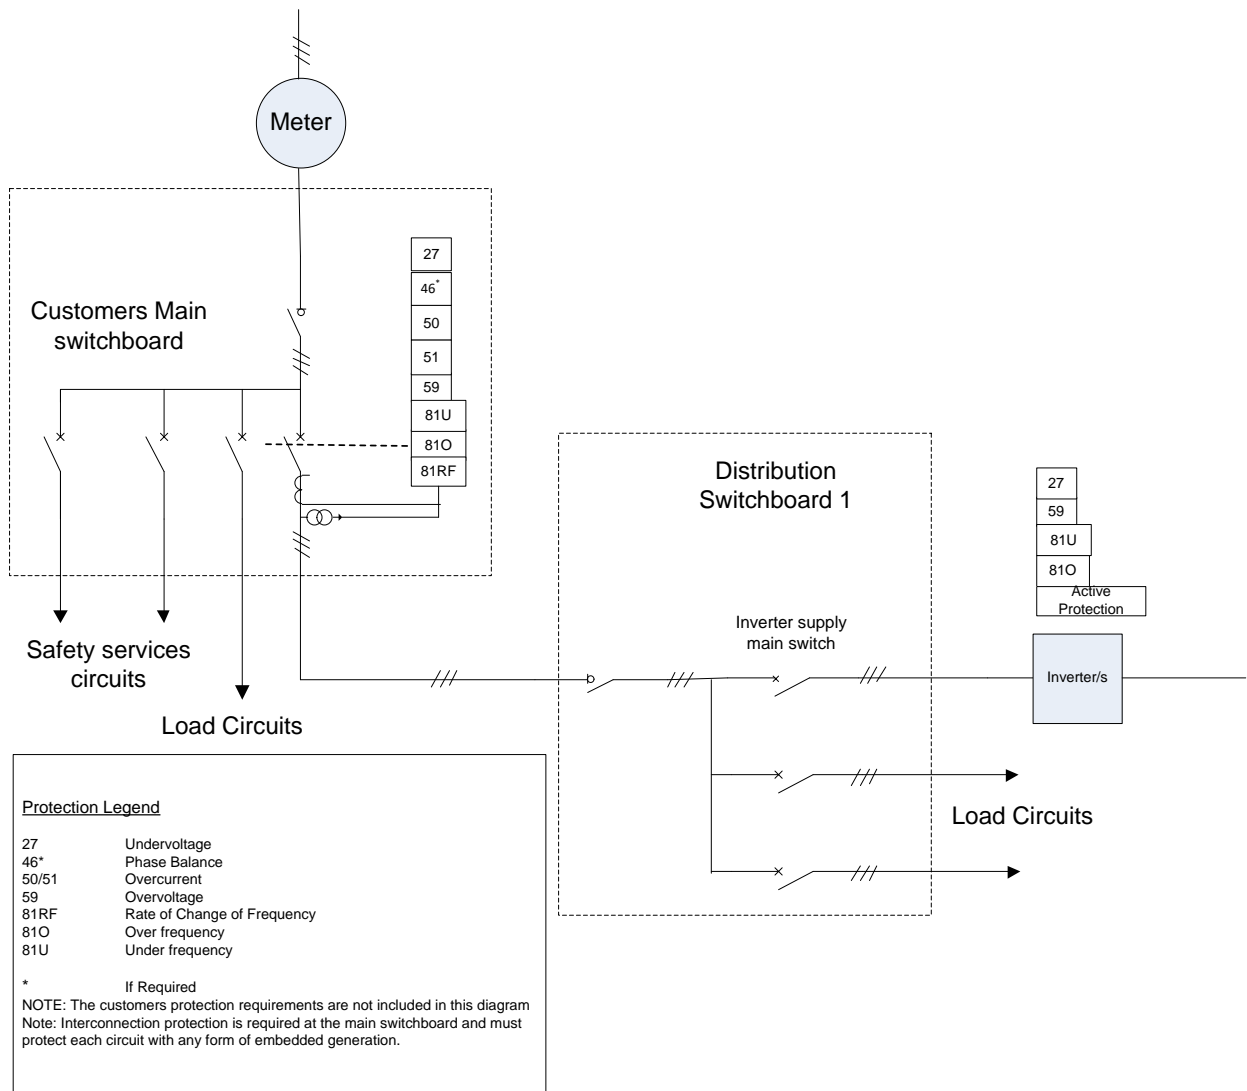 Meter
Customers Main
switchboard
27
46*
50
51
59
81U
81O
81RF
Safety services
circuits
Load Circuits
Distribution
Switchboard 1
Inverter supply
main switch
27
59
81U
81O
Active
Protection
Inverter/s
Load Circuits
Protection Legend
27 Undervoltage
46* Phase Balance
50/51 Overcurrent
59 Overvoltage
81RF Rate of Change of Frequency
81O Over frequency
81U Under frequency
* If Required
NOTE: The customers protection requirements are not included in this diagram
Note: Interconnection protection is required at the main switchboard and must
protect each circuit with any form of embedded generation.